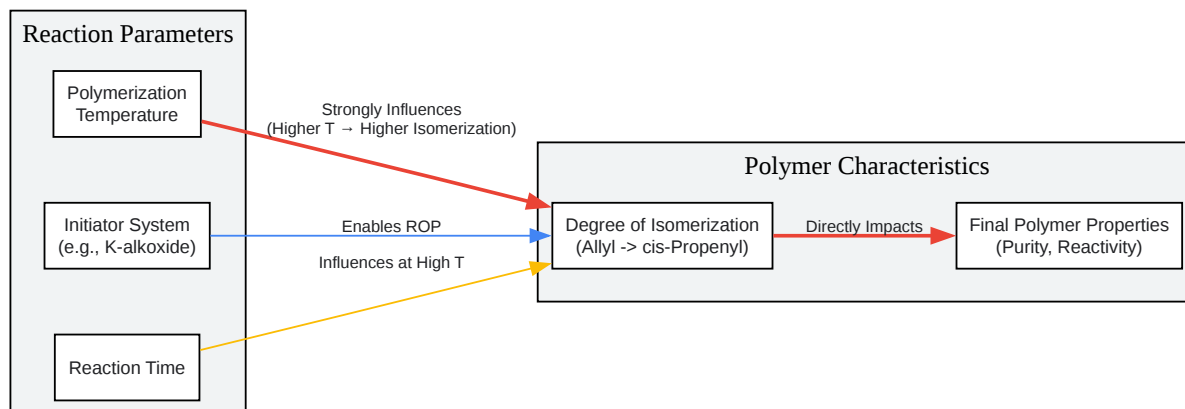 Reaction Parameters
Polymerization
Temperature
Strongly Influences
(Higher T → Higher Isomerization)
Initiator System
(e.g., K-alkoxide)
Enables ROP
Influences at High T
Reaction Time
Polymer Characteristics
Degree of Isomerization
(Allyl -> cis-Propenyl)
Directly Impacts
Final Polymer Properties
(Purity, Reactivity)